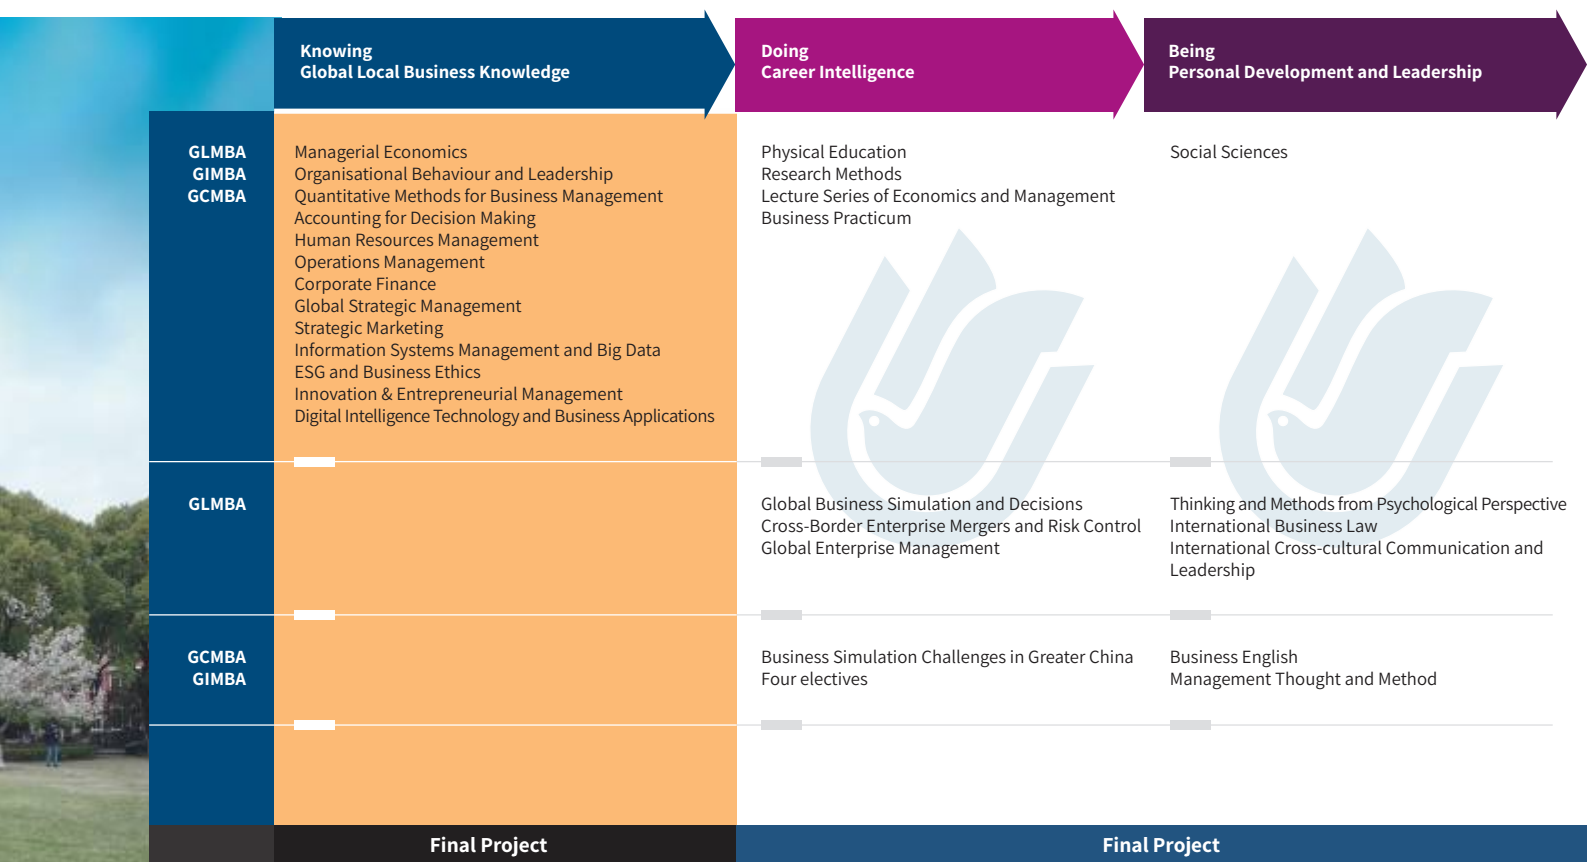 Knowing
Global Local Business Knowledge
Doing
Career Intelligence
Being
Personal Development and Leadership
GLMBA
GIMBA
GCMBA
Managerial Economics
Organisational Behaviour and Leadership
Quantitative Methods for Business Management
Accounting for Decision Making
Human Resources Management
Operations Management
Corporate Finance
Global Strategic Management
Strategic Marketing
Information Systems Management and Big Data
ESG and Business Ethics
Innovation & Entrepreneurial Management
Digital Intelligence Technology and Business Applications
Physical Education
Research Methods
Lecture Series of Economics and Management
Business Practicum
Social Sciences
GLMBA
Global Business Simulation and Decisions
Cross-Border Enterprise Mergers and Risk Control
Global Enterprise Management
Thinking and Methods from Psychological Perspective
International Business Law
International Cross-cultural Communication and
Leadership
GCMBA
GIMBA
Business Simulation Challenges in Greater China
Four electives
Business English
Management Thought and Method
Final Project
Final Project